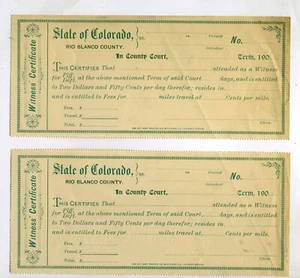 Witness Certificate
State of Colorado,
RIO BLANCO COUNTY.
ss.
vs.
No.
In County Court, Term, 190
THIS CERTIFIES That attended as a Witness
for at the above mentioned Term of said Court days, and is entitled
to Two Dollars and Fifty Cents per day therefor; resides in
and is entitled to Fees for miles travel at Cents per mile.
Fees, $
Travel, $
Total, $
Clerk.
Witness Certificate
State of Colorado,
RIO BLANCO COUNTY.
ss.
vs.
No.
In County Court, Term, 190
THIS CERTIFIES That attended as a Witness
for at the above mentioned Term of said Court days, and is entitled
to Two Dollars and Fifty Cents per day therefor; resides in
and is entitled to Fees for miles travel at Cents per mile.
Fees, $
Travel, $
Total, $
Clerk.